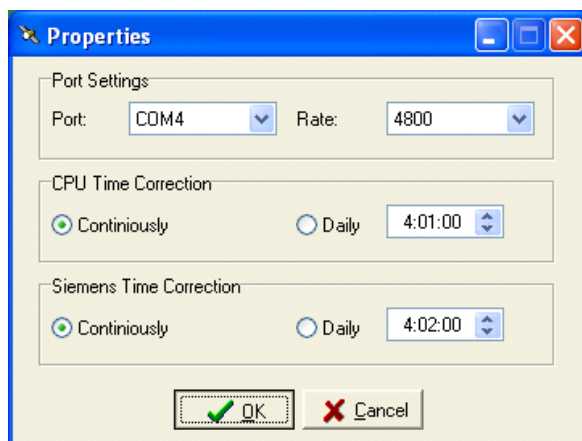 Properties
Port Settings
Port: COM4 Rate: 4800
CPU Time Correction
Continiously Daily 4:01:00
Siemens Time Correction
Continiously Daily 4:02:00
OK Cancel